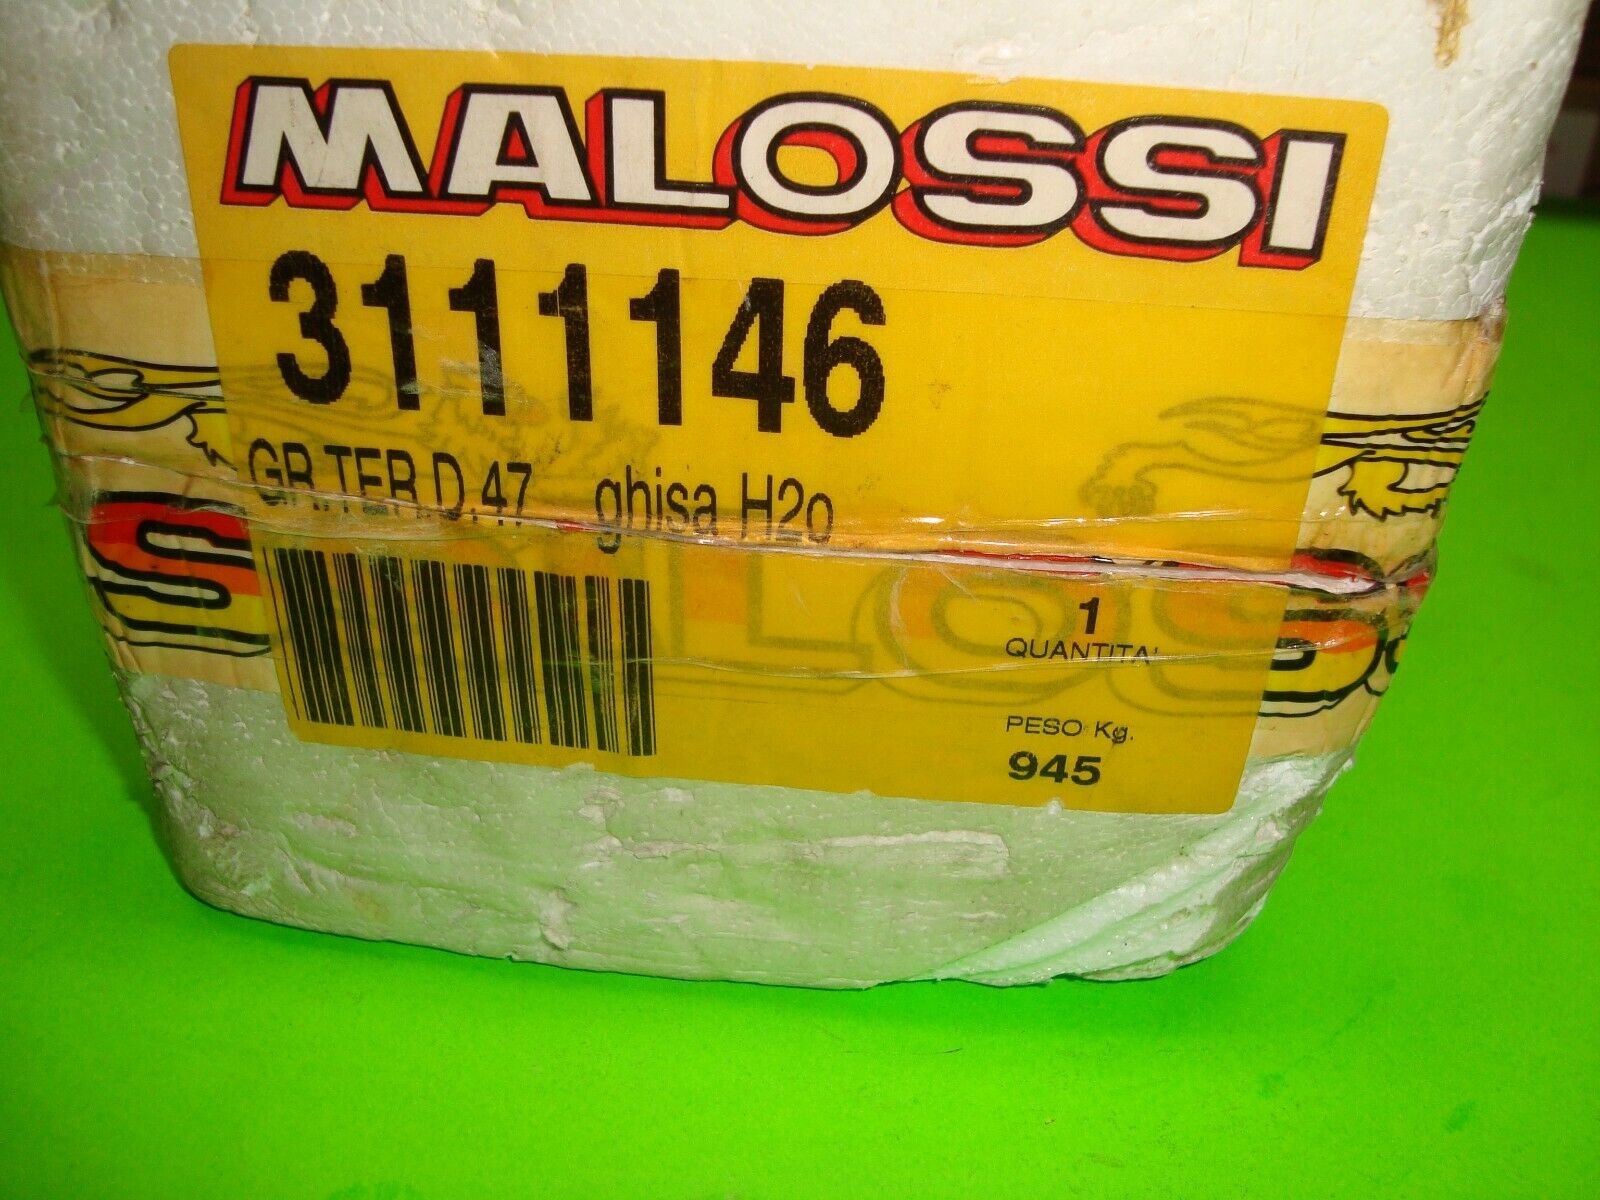 MALOSSI
3111146
GR.TER.D.47 ghisa H2o
1
QUANTITA'
PESO Kg.
945